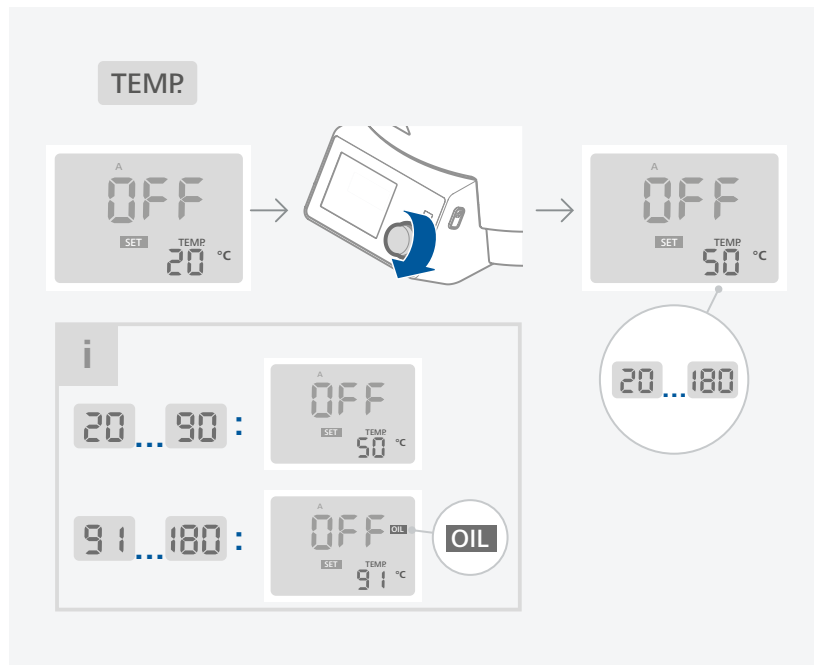 TEMP.
A
OFF
SET TEMP.
20 °C
A
OFF
SET TEMP.
50 °C
20 ... 180
i
20 ... 90 :
A
OFF
SET TEMP.
50 °C
91 ... 180 :
A
OFF OIL
SET TEMP.
91 °C
OIL